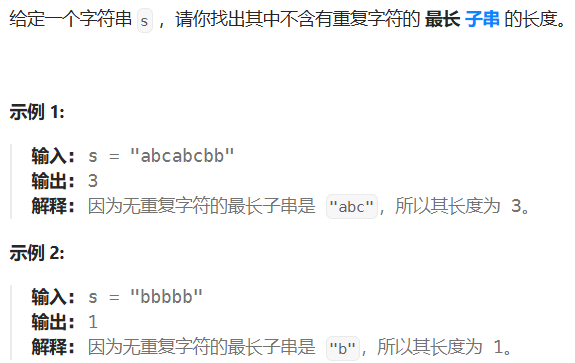 给定一个字符串 s ，请你找出其中不含有重复字符的 最长 子串 的长度。
示例 1:
输入: s = "abcabcbb"
输出: 3
解释: 因为无重复字符的最长子串是 "abc"，所以其长度为 3。
示例 2:
输入: s = "bbbbb"
输出: 1
解释: 因为无重复字符的最长子串是 "b"，所以其长度为 1。